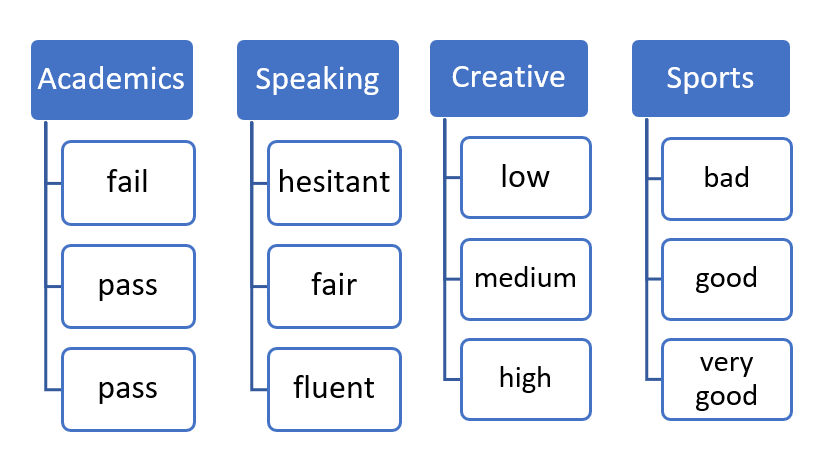 Academics
fail
pass
pass
Speaking
hesitant
fair
fluent
Creative
low
medium
high
Sports
bad
good
very
good